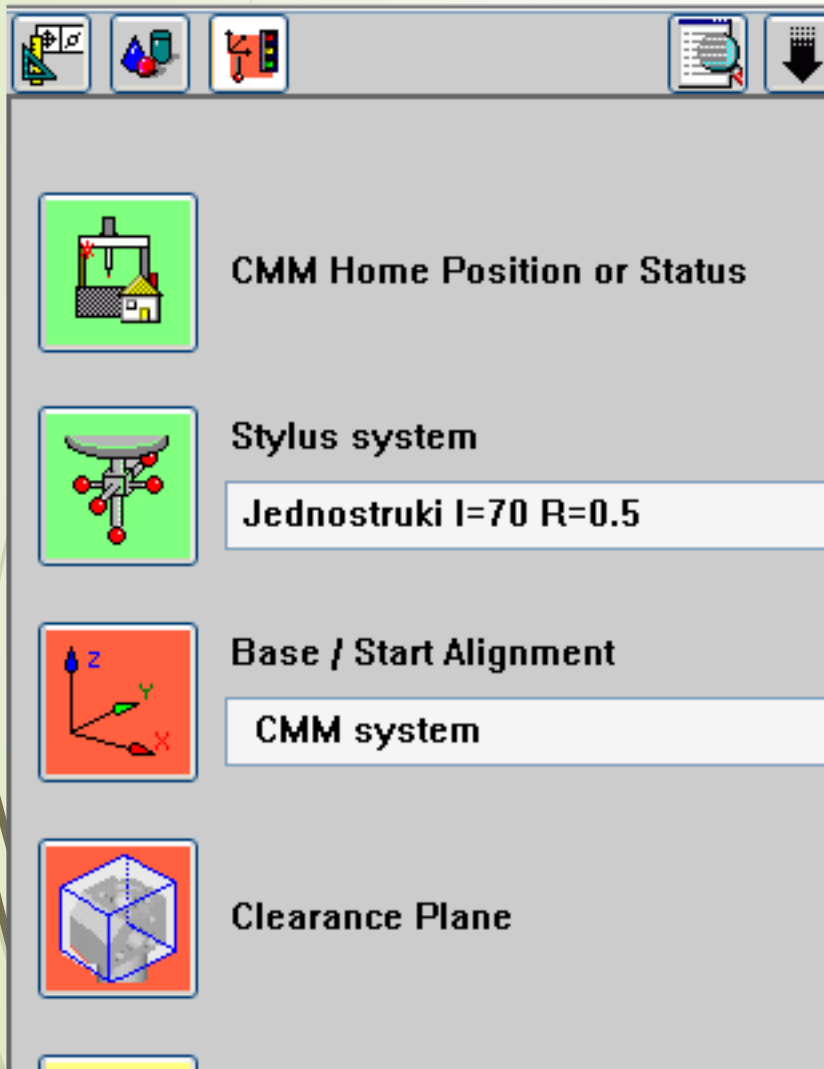 CMM Home Position or Status
Stylus system
Jednostruki l=70 R=0.5
Base / Start Alignment
Z
Y
X
CMM system
Clearance Plane